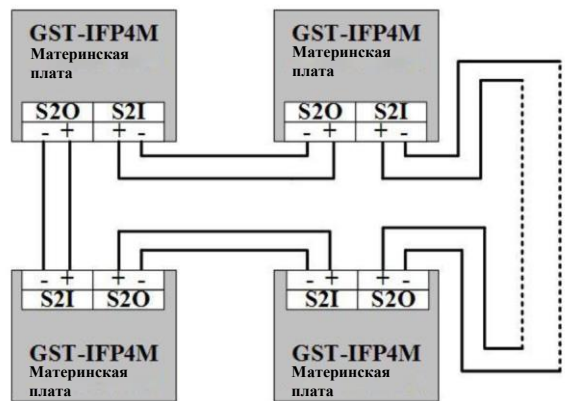 GST-IFP4M
Материнская
плата
S2O S2I
- + + -
GST-IFP4M
Материнская
плата
S2O S2I
- + + -
- + + -
S2I S2O
GST-IFP4M
Материнская
плата
- + + -
S2I S2O
GST-IFP4M
Материнская
плата